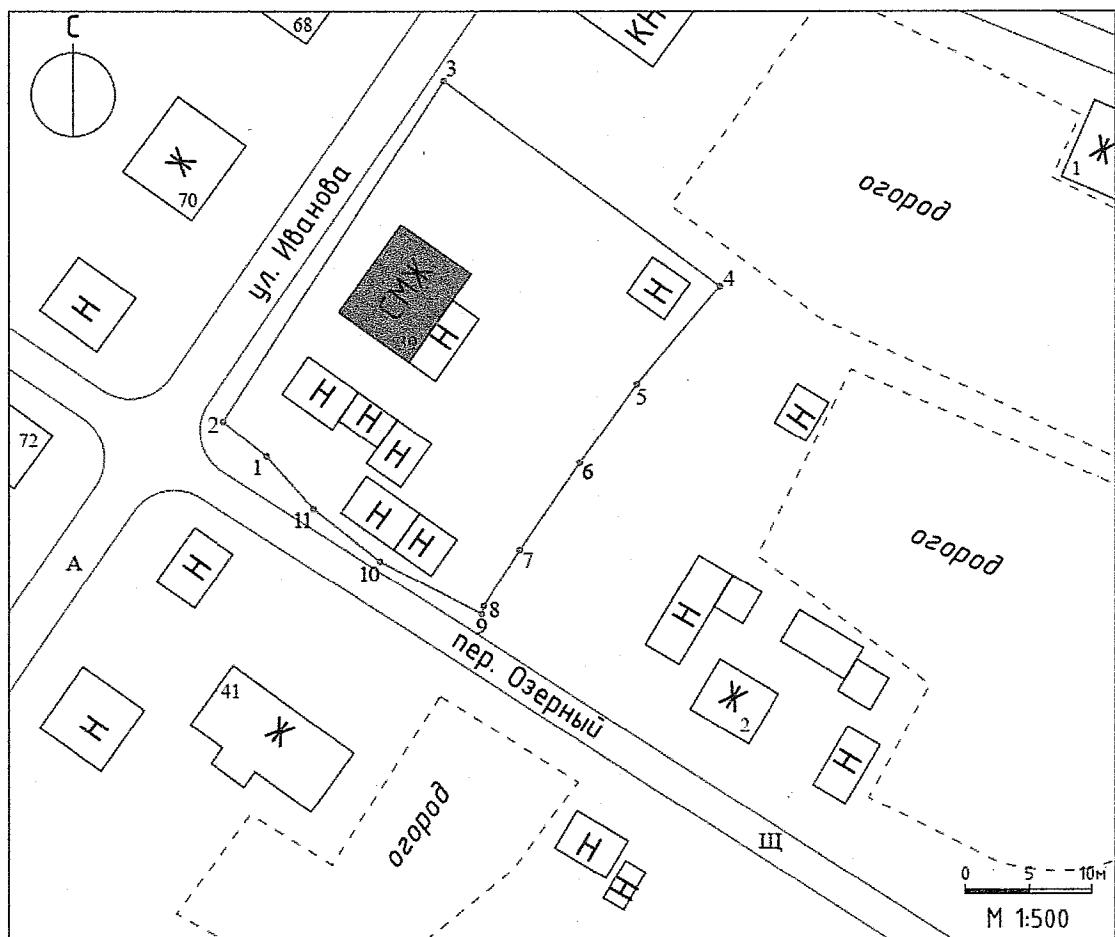 С
68
КН
3
Ж
70
ул. Иванова
огород
Ж
1
4
Н
Н
СМЖ
Н
5
Н
Н
Н
Н
2
72
1
6
11
Н
Н
огород
10
7
А
Н
8
9
пер. Озерный
Н
Ж
2
41
Ж
Н
Н
огород
Щ
Н
Н
0 5 10м
М 1:500